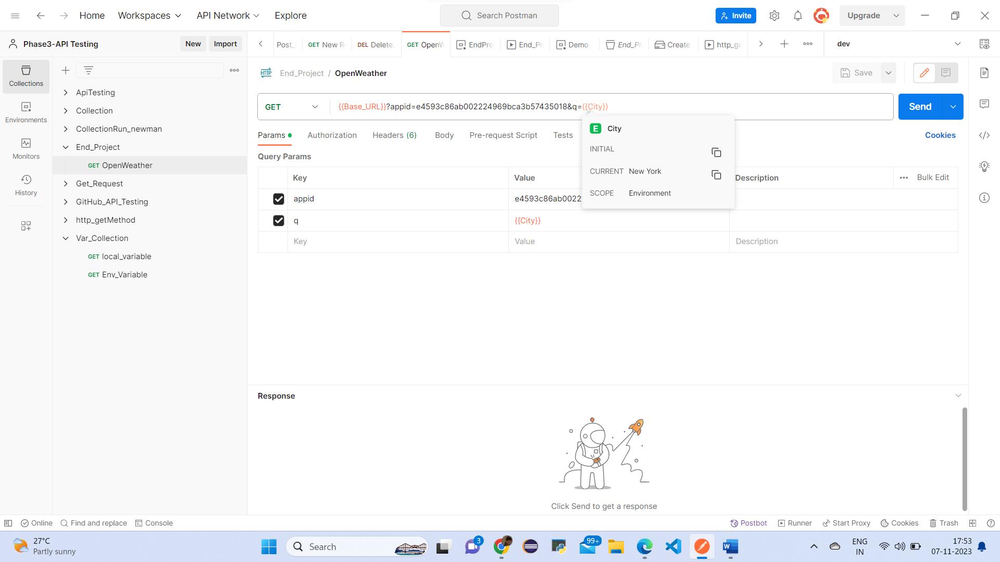 Home Workspaces API Network Explore Search Postman Invite Upgrade
Phase3-API Testing New Import Post_ GET New R DEL Delete_ GET OpenW EndPro End_Pr Demo End_Pr Create http_ge dev
Collections
Environments
Monitors
History
ApiTesting
Collection
CollectionRun_newman
End_Project
GET OpenWeather
Get_Request
GitHub_API_Testing
http_getMethod
Var_Collection
GET local_variable
GET Env_Variable
HTTP End_Project / OpenWeather Save
GET {{Base_URL}}?appid=e4593c86ab002224969bca3b57435018&q={{City}} Send
Params Authorization Headers (6) Body Pre-request Script Tests Cookies
E City
INITIAL
CURRENT New York
SCOPE Environment
Query Params
Key Value Description Bulk Edit
appid e4593c86ab0022
q {{City}}
Key Value Description
Response
Click Send to get a response
Online Find and replace Console Postbot Runner Start Proxy Cookies Trash
27°C
Partly sunny
Search
3
99+
ENG
IN
17:53
07-11-2023